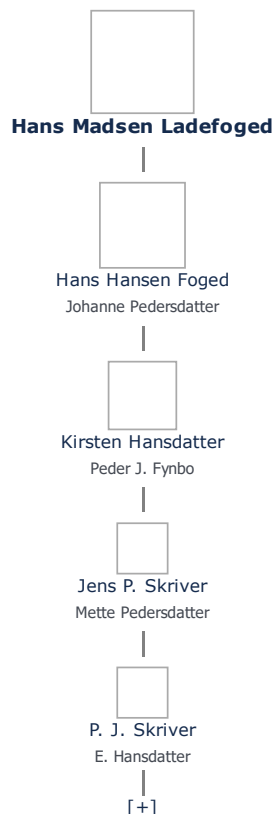 Hans Madsen Ladefoged
Hans Hansen Foged
Johanne Pedersdatter
Kirsten Hansdatter
Peder J. Fynbo
Jens P. Skriver
Mette Pedersdatter
P. J. Skriver
E. Hansdatter
[+]